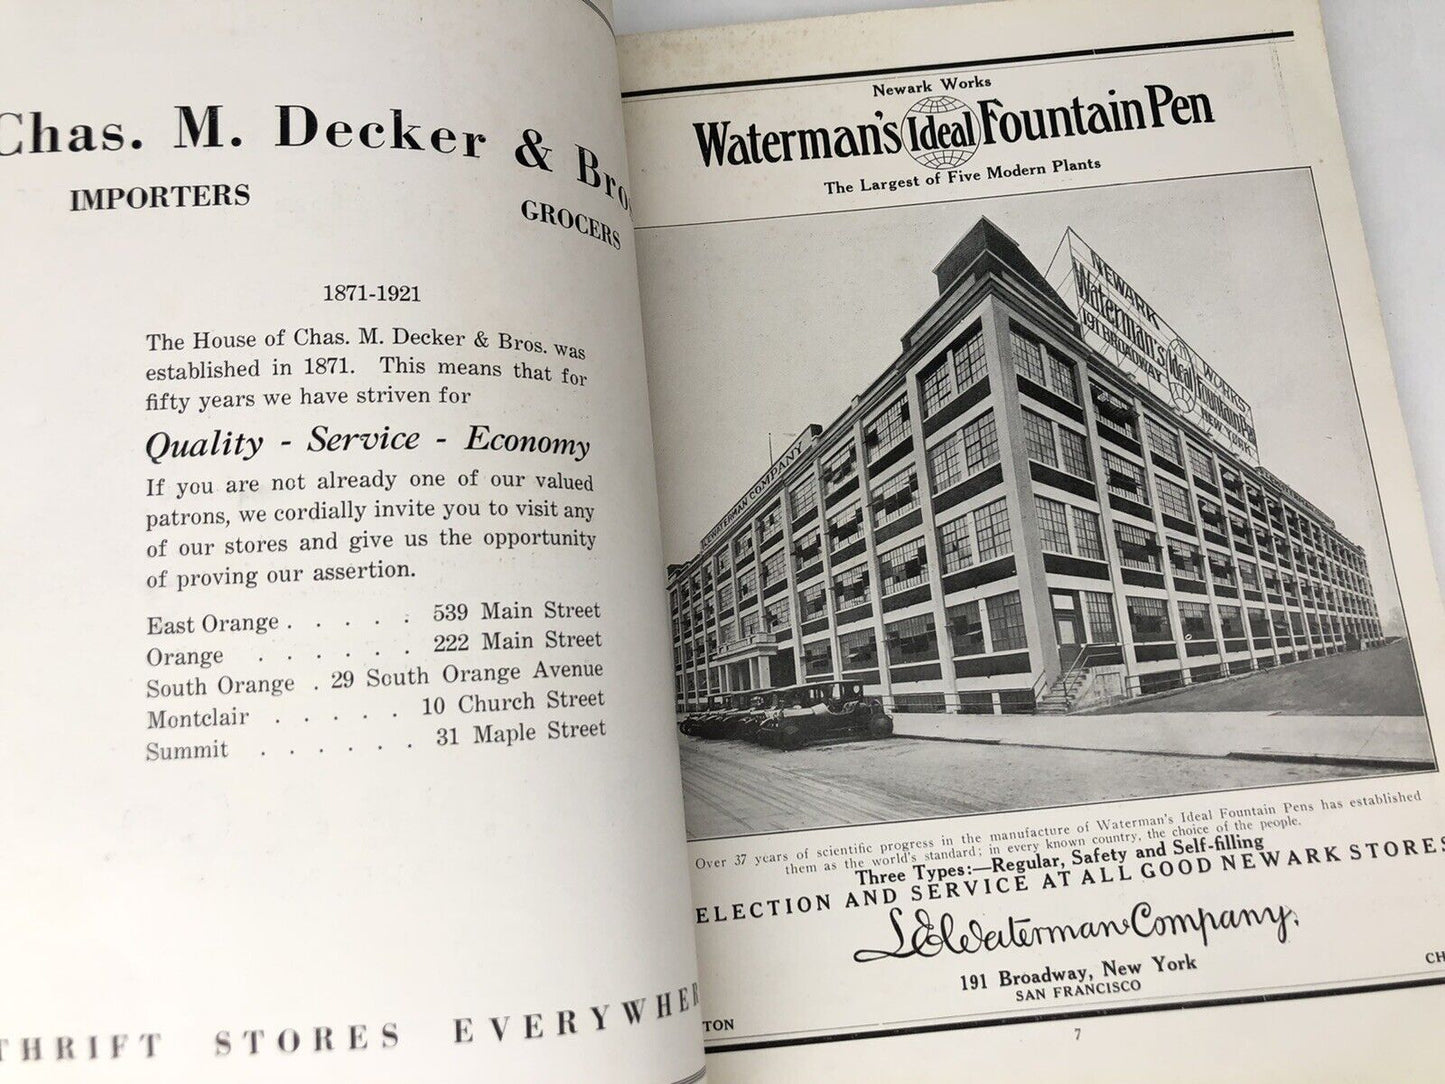 Chas. M. Decker & Bros
IMPORTERS
GROCERS
1871-1921
The House of Chas. M. Decker & Bros. was
established in 1871. This means that for
fifty years we have striven for
Quality - Service - Economy
If you are not already one of our valued
patrons, we cordially invite you to visit any
of our stores and give us the opportunity
of proving our assertion.
East Orange . . . . . . 539 Main Street
Orange . . . . . . 222 Main Street
South Orange . 29 South Orange Avenue
Montclair . . . . . 10 Church Street
Summit . . . . . . 31 Maple Street
THRIFT STORES EVERYWHER
Newark Works
Waterman's Ideal Fountain Pen
The Largest of Five Modern Plants
NEWARK WORKS
Waterman's Ideal Fountain Pen
191 BROADWAY NEW YORK
L.E. WATERMAN COMPANY
Over 37 years of scientific progress in the manufacture of Waterman's Ideal Fountain Pens has established
them as the world's standard; in every known country, the choice of the people.
Three Types:—Regular, Safety and Self-filling
ELECTION AND SERVICE AT ALL GOOD NEWARK STORES
L E Waterman Company.
191 Broadway, New York
SAN FRANCISCO
TON
CH
7